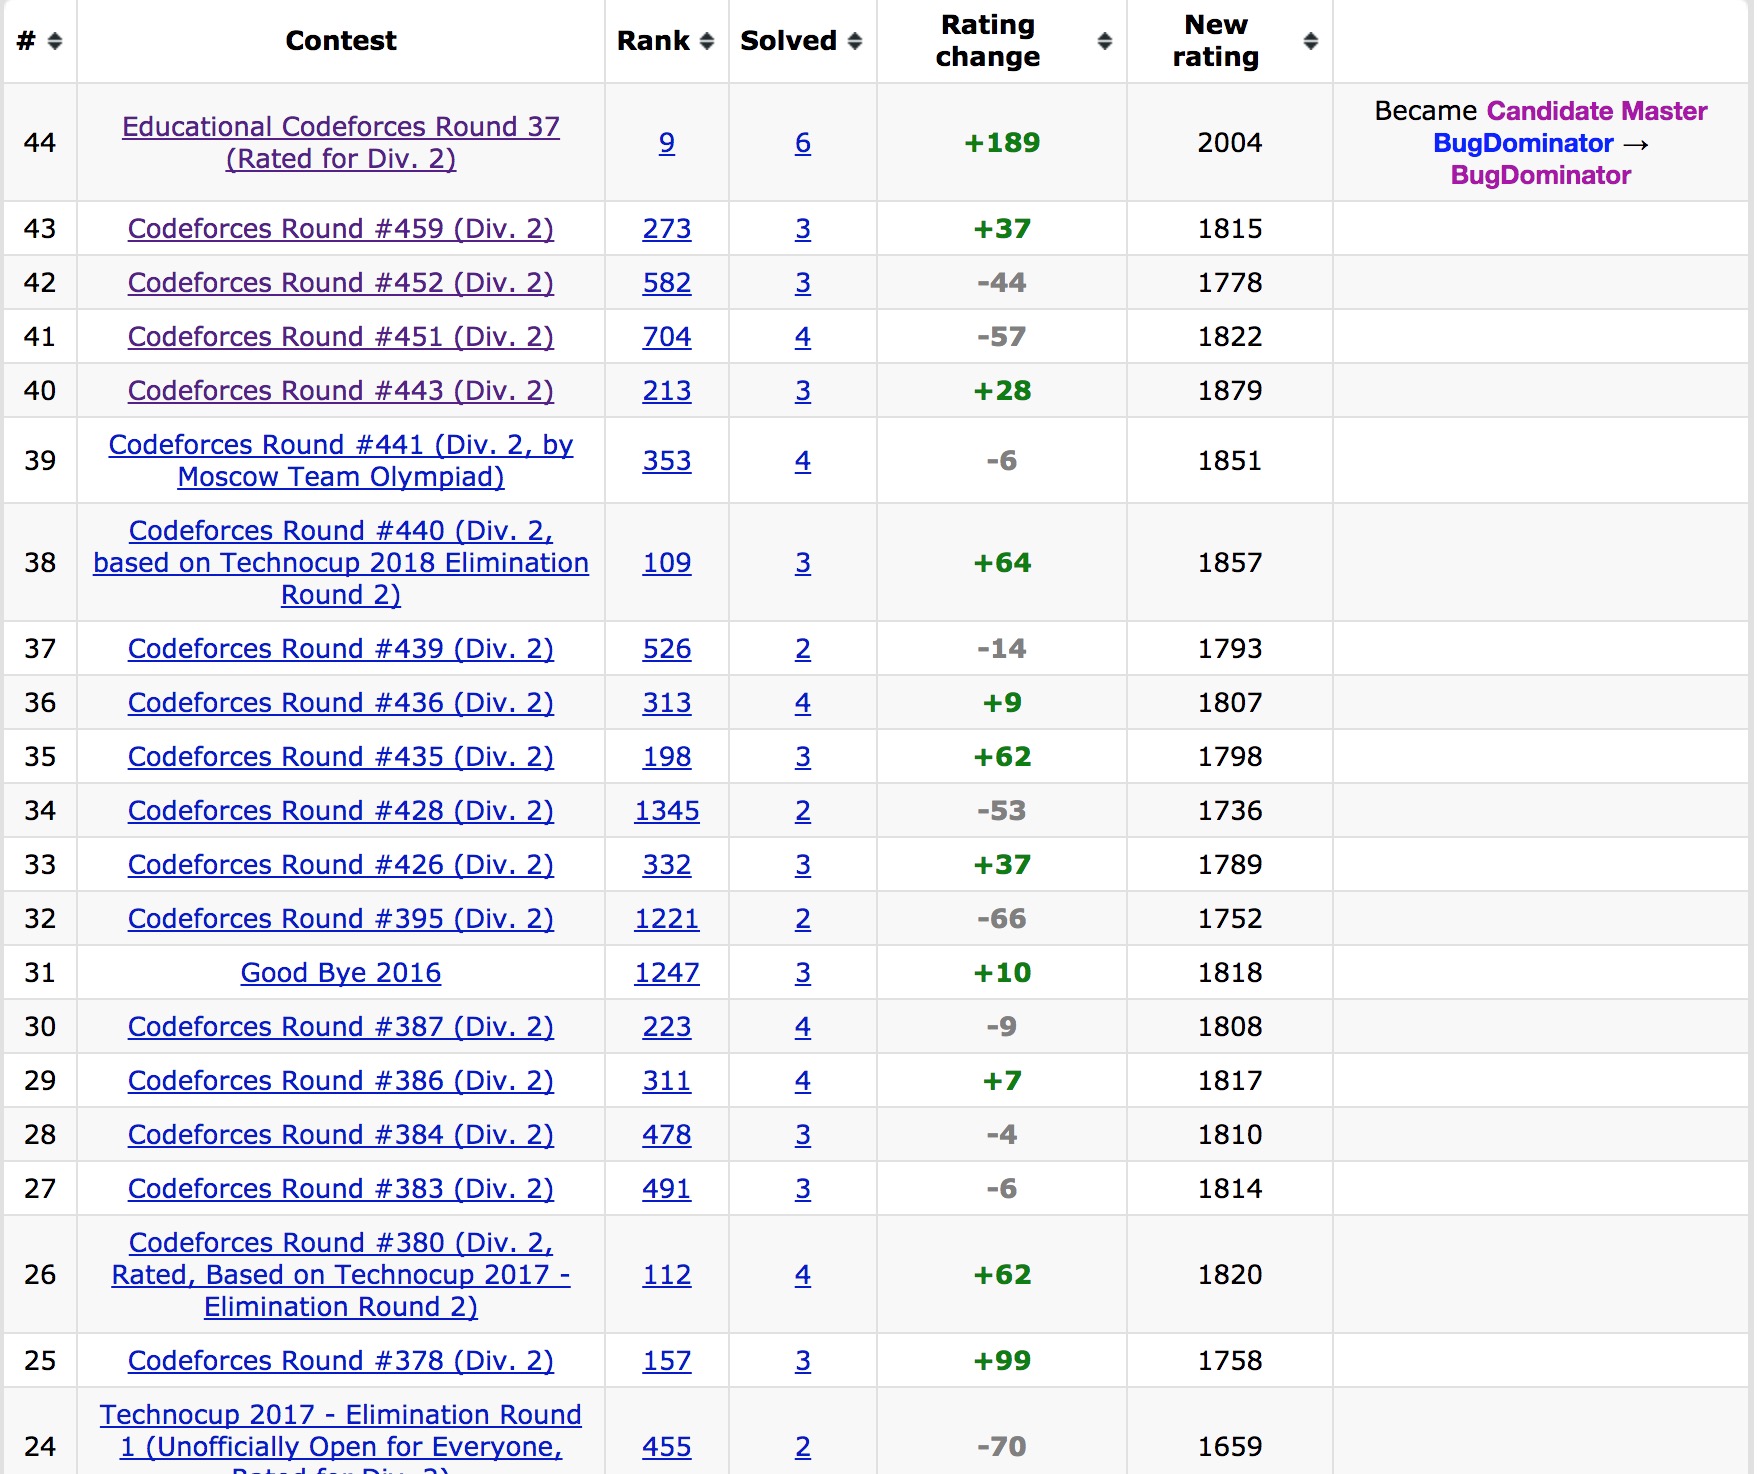 # Contest Rank Solved Rating change New rating
44 Educational Codeforces Round 37 (Rated for Div. 2) 9 6 +189 2004 Became Candidate Master BugDominator → BugDominator
43 Codeforces Round #459 (Div. 2) 273 3 +37 1815
42 Codeforces Round #452 (Div. 2) 582 3 -44 1778
41 Codeforces Round #451 (Div. 2) 704 4 -57 1822
40 Codeforces Round #443 (Div. 2) 213 3 +28 1879
39 Codeforces Round #441 (Div. 2, by Moscow Team Olympiad) 353 4 -6 1851
38 Codeforces Round #440 (Div. 2, based on Technocup 2018 Elimination Round 2) 109 3 +64 1857
37 Codeforces Round #439 (Div. 2) 526 2 -14 1793
36 Codeforces Round #436 (Div. 2) 313 4 +9 1807
35 Codeforces Round #435 (Div. 2) 198 3 +62 1798
34 Codeforces Round #428 (Div. 2) 1345 2 -53 1736
33 Codeforces Round #426 (Div. 2) 332 3 +37 1789
32 Codeforces Round #395 (Div. 2) 1221 2 -66 1752
31 Good Bye 2016 1247 3 +10 1818
30 Codeforces Round #387 (Div. 2) 223 4 -9 1808
29 Codeforces Round #386 (Div. 2) 311 4 +7 1817
28 Codeforces Round #384 (Div. 2) 478 3 -4 1810
27 Codeforces Round #383 (Div. 2) 491 3 -6 1814
26 Codeforces Round #380 (Div. 2, Rated, Based on Technocup 2017 - Elimination Round 2) 112 4 +62 1820
25 Codeforces Round #378 (Div. 2) 157 3 +99 1758
24 Technocup 2017 - Elimination Round 1 (Unofficially Open for Everyone, Rated for Div. 2) 455 2 -70 1659